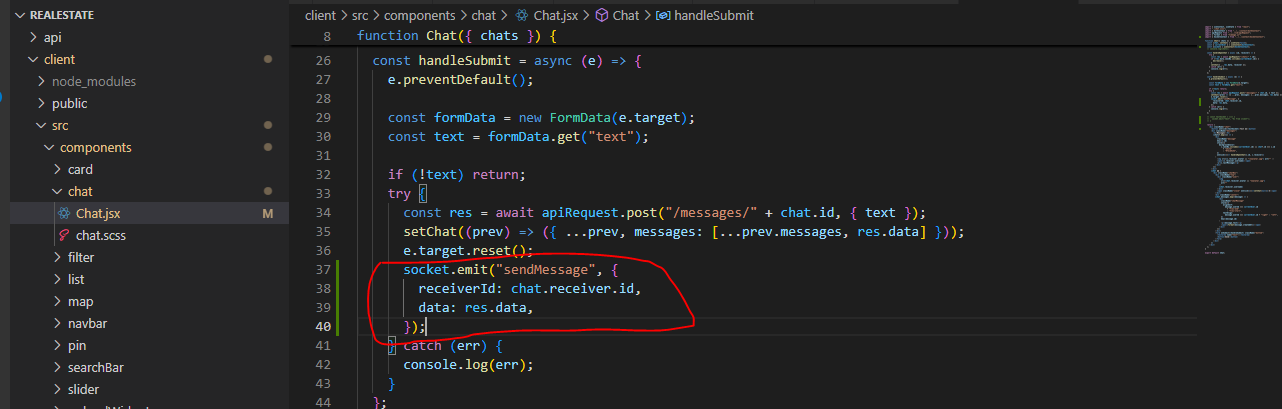 REALESTATE
api
client
node_modules
public
src
components
card
chat
Chat.jsx M
chat.scss
filter
list
map
navbar
pin
searchBar
slider
client > src > components > chat > Chat.jsx > Chat > handleSubmit
8 function Chat({ chats }) {
26 const handleSubmit = async (e) => {
27 e.preventDefault();
28
29 const formData = new FormData(e.target);
30 const text = formData.get("text");
31
32 if (!text) return;
33 try {
34 const res = await apiRequest.post("/messages/" + chat.id, { text });
35 setChat((prev) => ({ ...prev, messages: [...prev.messages, res.data] }));
36 e.target.reset();
37 socket.emit("sendMessage", {
38 receiverId: chat.receiver.id,
39 data: res.data,
40 });
41 } catch (err) {
42 console.log(err);
43 }
44 };